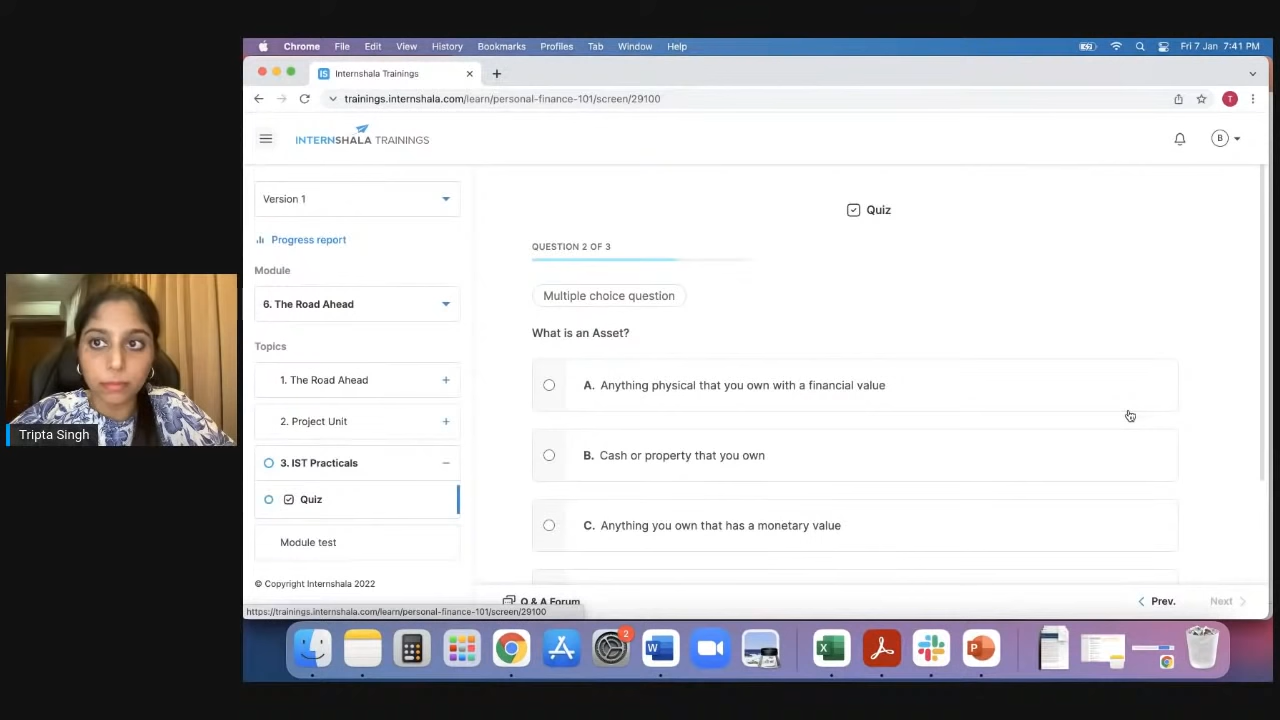 Chrome File Edit View History Bookmarks Profiles Tab Window Help Fri 7 Jan 7:41 PM
IS Internshala Trainings
trainings.internshala.com/learn/personal-finance-101/screen/29100 T
INTERNSHALA TRAININGS B
Version 1
Progress report
Module
6. The Road Ahead
Topics
1. The Road Ahead
2. Project Unit
3. IST Practicals
Quiz
Module test
© Copyright Internshala 2022
https://trainings.internshala.com/learn/personal-finance-101/screen/29100
Quiz
QUESTION 2 OF 3
Multiple choice question
What is an Asset?
A. Anything physical that you own with a financial value
B. Cash or property that you own
C. Anything you own that has a monetary value
Q & A Forum
Prev. Next
Tripta Singh
2
W
X
P